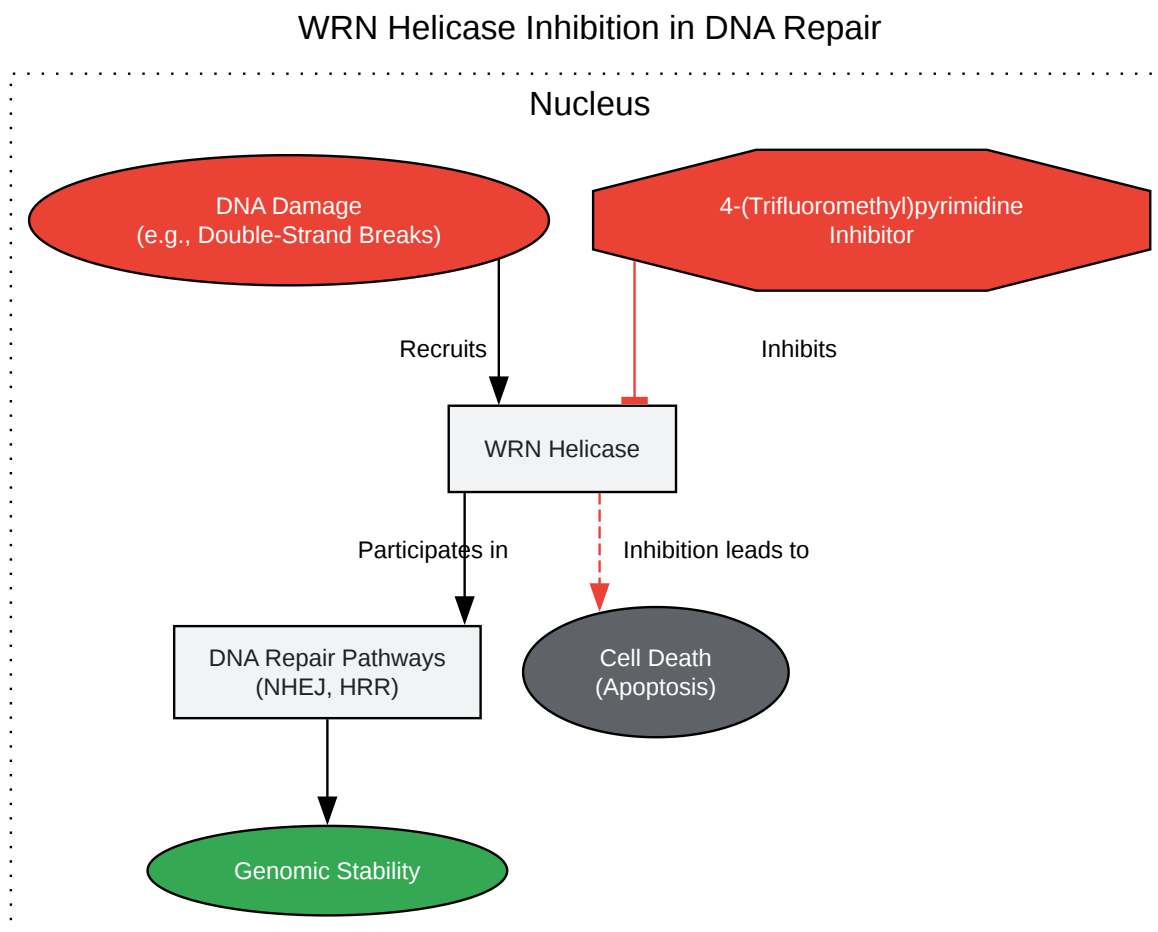 WRN Helicase Inhibition in DNA Repair
Nucleus
DNA Damage
(e.g., Double-Strand Breaks)
4-(Trifluoromethyl)pyrimidine
Inhibitor
Recruits
Inhibits
WRN Helicase
Participates in
Inhibition leads to
DNA Repair Pathways
(NHEJ, HRR)
Cell Death
(Apoptosis)
Genomic Stability